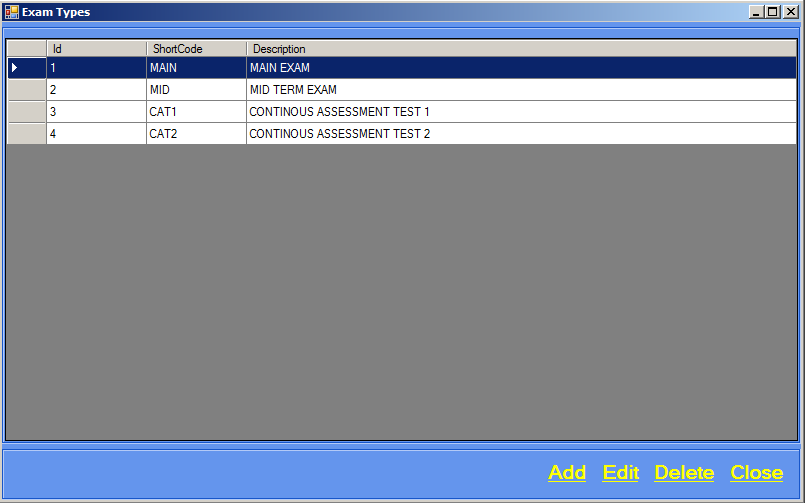 Exam Types
Id ShortCode Description
1 MAIN MAIN EXAM
2 MID MID TERM EXAM
3 CAT1 CONTINOUS ASSESSMENT TEST 1
4 CAT2 CONTINOUS ASSESSMENT TEST 2
Add Edit Delete Close